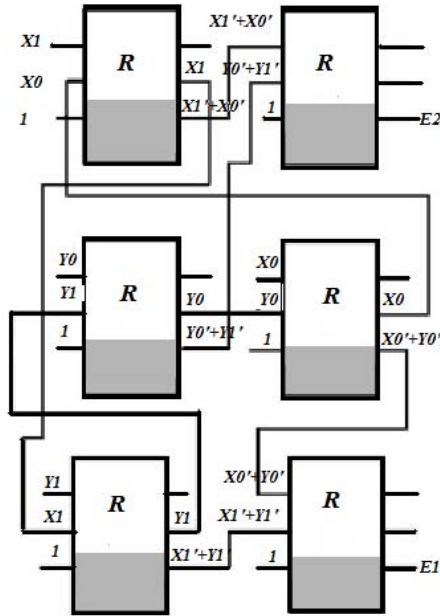 X1'+X0'
X1
R
R
X0
X1
Y0'+Y1'
X1'+X0'
1
1
E2
Y0
X0
Y1
R
Y0
Y0
R
X0
1
Y0'+Y1'
1
X0'+Y0'
Y1
X0'+Y0'
X1
R
Y1
X1'+Y1'
R
1
X1'+Y1'
1
E1